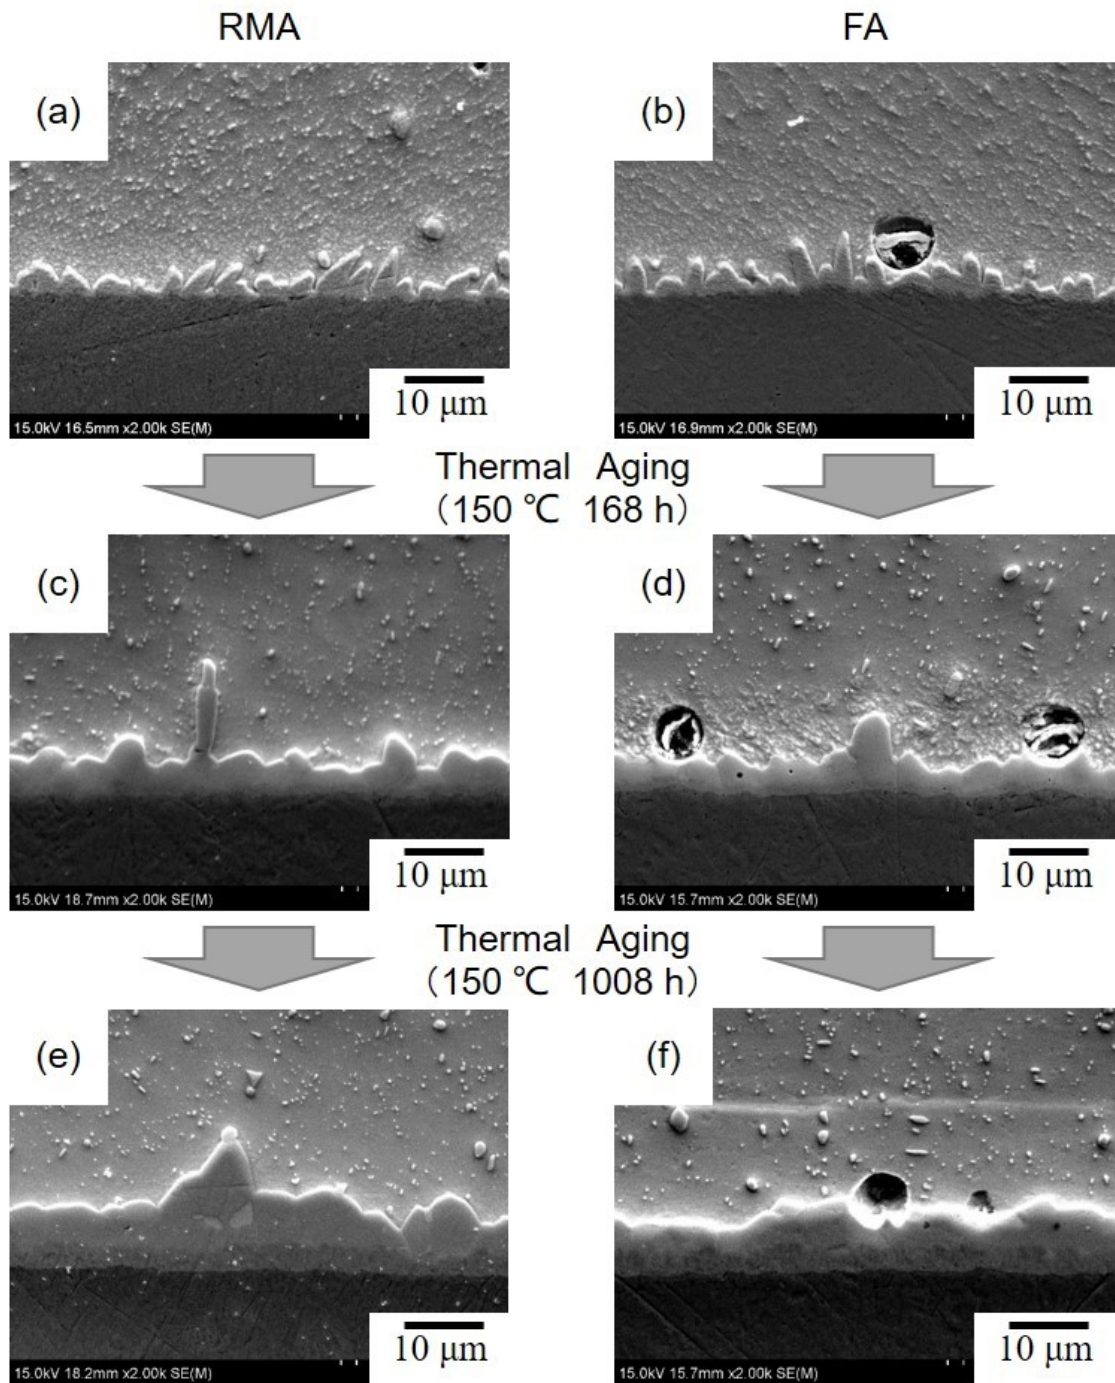 RMA
FA
(a)
(b)
10 μm
10 μm
15.0kV 16.5mm x2.00k SE(M)
15.0kV 16.9mm x2.00k SE(M)
Thermal Aging
(150 ℃ 168 h)
(c)
(d)
10 μm
10 μm
15.0kV 18.7mm x2.00k SE(M)
15.0kV 15.7mm x2.00k SE(M)
Thermal Aging
(150 ℃ 1008 h)
(e)
(f)
10 μm
10 μm
15.0kV 18.2mm x2.00k SE(M)
15.0kV 15.7mm x2.00k SE(M)